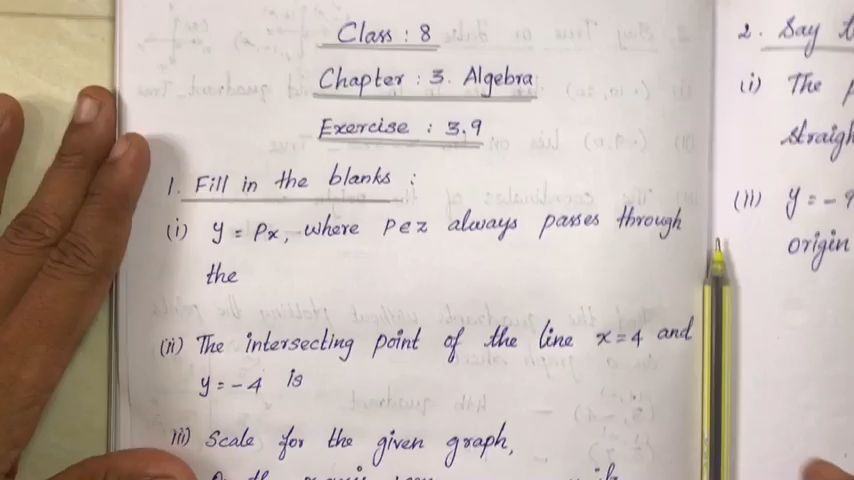 Class : 8
Chapter : 3. Algebra
Exercise : 3.9
1. Fill in the blanks :
(i) y = Px, where P∈z always passes through
the
(ii) The intersecting point of the line x=4 and
y=-4 is
iii) Scale for the given graph,
2. Say
(i) The
straigh
(ii) y = -9
origin